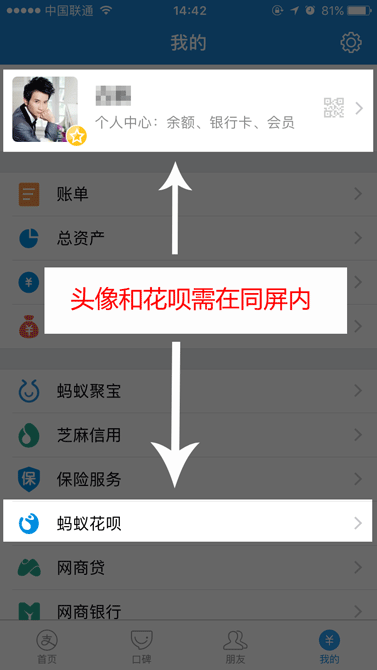 中国联通 14:42 81%
我的
个人中心：余额、银行卡、会员
账单
总资产
头像和花呗需在同屏内
蚂蚁聚宝
芝麻信用
保 保险服务
蚂蚁花呗
网商贷
网商银行
支 首页 口碑 朋友 ¥ 我的